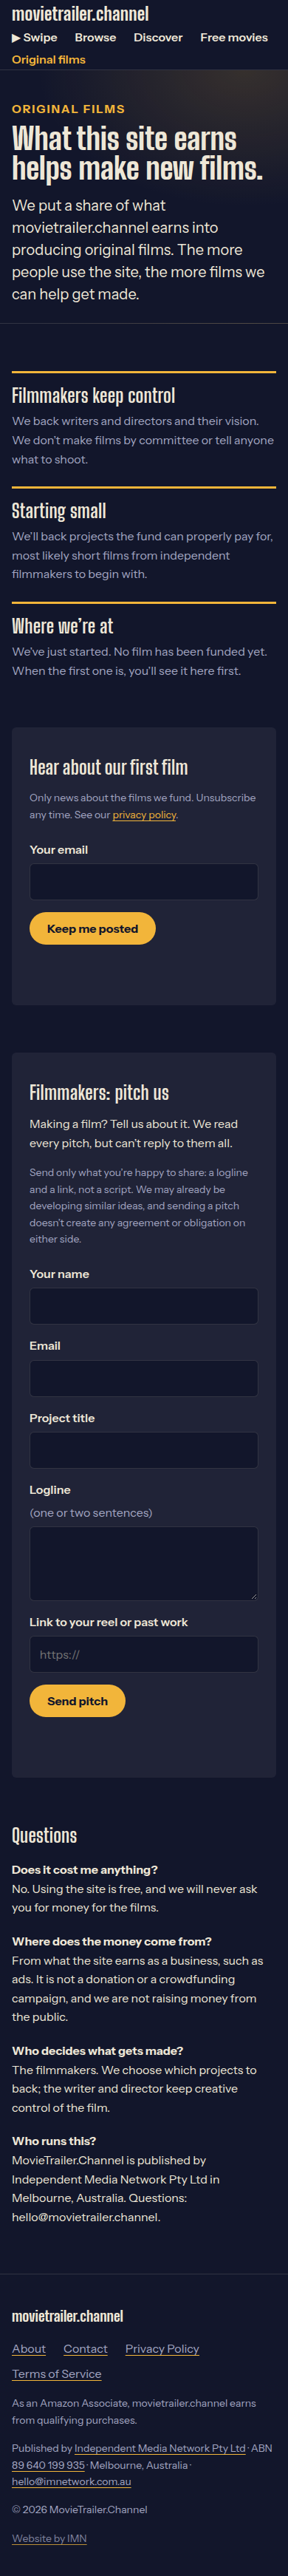 movietrailer.channel
▶ Swipe Browse Discover Free movies
Original films
ORIGINAL FILMS
What this site earns
helps make new films.
We put a share of what
movietrailer.channel earns into
producing original films. The more
people use the site, the more films we
can help get made.
Filmmakers keep control
We back writers and directors and their vision.
We don't make films by committee or tell anyone
what to shoot.
Starting small
We'll back projects the fund can properly pay for,
most likely short films from independent
filmmakers to begin with.
Where we're at
We've just started. No film has been funded yet.
When the first one is, you'll see it here first.
Hear about our first film
Only news about the films we fund. Unsubscribe
any time. See our privacy policy.
Your email
Keep me posted
Filmmakers: pitch us
Making a film? Tell us about it. We read
every pitch, but can't reply to them all.
Send only what you're happy to share: a logline
and a link, not a script. We may already be
developing similar ideas, and sending a pitch
doesn't create any agreement or obligation on
either side.
Your name
Email
Project title
Logline
(one or two sentences)
Link to your reel or past work
https://
Send pitch
Questions
Does it cost me anything?
No. Using the site is free, and we will never ask
you for money for the films.
Where does the money come from?
From what the site earns as a business, such as
ads. It is not a donation or a crowdfunding
campaign, and we are not raising money from
the public.
Who decides what gets made?
The filmmakers. We choose which projects to
back; the writer and director keep creative
control of the film.
Who runs this?
MovieTrailer.Channel is published by
Independent Media Network Pty Ltd in
Melbourne, Australia. Questions:
hello@movietrailer.channel.
movietrailer.channel
About Contact Privacy Policy
Terms of Service
As an Amazon Associate, movietrailer.channel earns
from qualifying purchases.
Published by Independent Media Network Pty Ltd · ABN
89 640 199 935 · Melbourne, Australia ·
hello@imnetwork.com.au
© 2026 MovieTrailer.Channel
Website by IMN